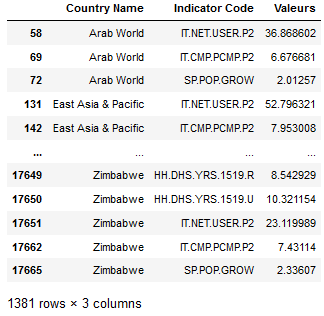 Country Name Indicator Code Valeurs
58 Arab World IT.NET.USER.P2 36.868602
69 Arab World IT.CMP.PCMP.P2 6.676681
72 Arab World SP.POP.GROW 2.01257
131 East Asia & Pacific IT.NET.USER.P2 52.796321
142 East Asia & Pacific IT.CMP.PCMP.P2 7.953008
... ... ... ...
17649 Zimbabwe HH.DHS.YRS.1519.R 8.542929
17650 Zimbabwe HH.DHS.YRS.1519.U 10.321154
17651 Zimbabwe IT.NET.USER.P2 23.119989
17662 Zimbabwe IT.CMP.PCMP.P2 7.43114
17665 Zimbabwe SP.POP.GROW 2.33607
1381 rows × 3 columns